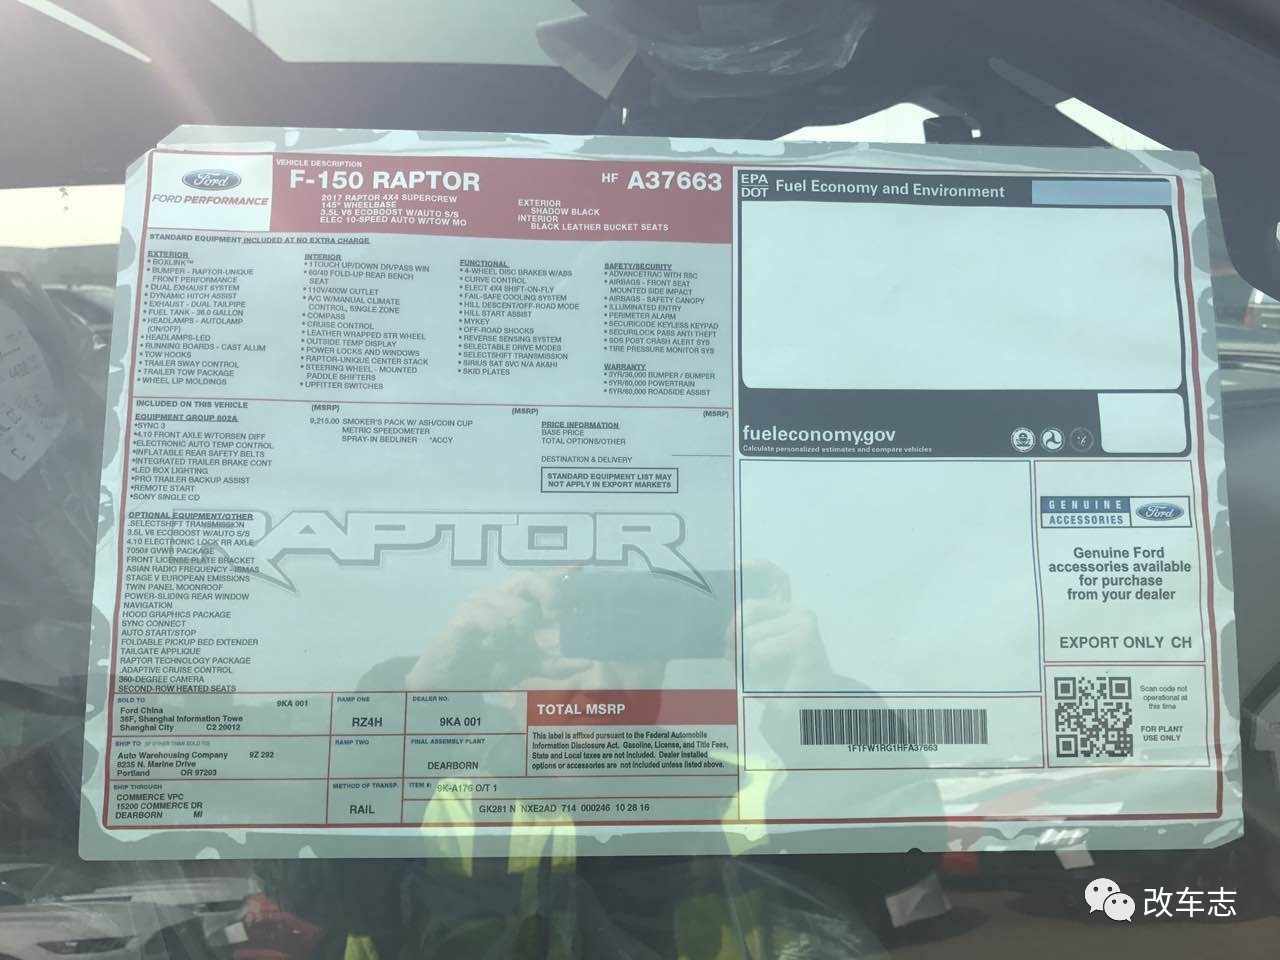 Ford
FORD PERFORMANCE
VEHICLE DESCRIPTION
F-150 RAPTOR
2017 RAPTOR 4X4 SUPERCREW
145" WHEELBASE
3.5L V6 ECOBOOST W/AUTO S/S
ELEC 10-SPEED AUTO W/TOW MO
HF A37663
EXTERIOR
SHADOW BLACK
INTERIOR
BLACK LEATHER BUCKET SEATS
STANDARD EQUIPMENT INCLUDED AT NO EXTRA CHARGE
EXTERIOR
• BOXLINK™
• BUMPER - RAPTOR-UNIQUE
FRONT PERFORMANCE
• DUAL EXHAUST SYSTEM
• DYNAMIC HITCH ASSIST
• EXHAUST - DUAL TAILPIPE
• FUEL TANK - 36.0 GALLON
• HEADLAMPS - AUTOLAMP
(ON/OFF)
• HEADLAMPS-LED
• RUNNING BOARDS - CAST ALUM
• TOW HOOKS
• TRAILER SWAY CONTROL
• TRAILER TOW PACKAGE
• WHEEL LIP MOLDINGS
INTERIOR
• 1TOUCH UP/DOWN DR/PASS WIN
• 60/40 FOLD-UP REAR BENCH
SEAT
• 110V/400W OUTLET
• A/C W/MANUAL CLIMATE
CONTROL, SINGLE ZONE
• COMPASS
• CRUISE CONTROL
• LEATHER WRAPPED STR WHEEL
• OUTSIDE TEMP DISPLAY
• POWER LOCKS AND WINDOWS
• RAPTOR-UNIQUE CENTER STACK
• STEERING WHEEL - MOUNTED
PADDLE SHIFTERS
• UPFITTER SWITCHES
FUNCTIONAL
• 4-WHEEL DISC BRAKES W/ABS
• CURVE CONTROL
• ELECT 4X4 SHIFT-ON-FLY
• FAIL-SAFE COOLING SYSTEM
• HILL DESCENT/OFF-ROAD MODE
• HILL START ASSIST
• MYKEY
• OFF-ROAD SHOCKS
• REVERSE SENSING SYSTEM
• SELECTABLE DRIVE MODES
• SELECTSHIFT TRANSMISSION
• SIRIUS SAT SVC N/A AK&HI
• SKID PLATES
SAFETY/SECURITY
• ADVANCETRAC WITH RSC
• AIRBAGS - FRONT SEAT
MOUNTED SIDE IMPACT
• AIRBAGS - SAFETY CANOPY
• ILLUMINATED ENTRY
• PERIMETER ALARM
• SECURICODE KEYLESS KEYPAD
• SECURILOCK PASS ANTI THEFT
• SOS POST CRASH ALERT SYS
• TIRE PRESSURE MONITOR SYS
WARRANTY
• 3YR/36,000 BUMPER / BUMPER
• 5YR/60,000 POWERTRAIN
• 5YR/60,000 ROADSIDE ASSIST
INCLUDED ON THIS VEHICLE
(MSRP)
(MSRP)
(MSRP)
EQUIPMENT GROUP 802A
•SYNC 3
•4.10 FRONT AXLE W/TORSEN DIFF
•ELECTRONIC AUTO TEMP CONTROL
•INFLATABLE REAR SAFETY BELTS
•INTEGRATED TRAILER BRAKE CONT
•LED BOX LIGHTING
•PRO TRAILER BACKUP ASSIST
•REMOTE START
•SONY SINGLE CD
9,215.00 SMOKER'S PACK W/ ASH/COIN CUP
METRIC SPEEDOMETER
SPRAY-IN BEDLINER *ACCY
PRICE INFORMATION
BASE PRICE
TOTAL OPTIONS/OTHER
DESTINATION & DELIVERY
STANDARD EQUIPMENT LIST MAY
NOT APPLY IN EXPORT MARKETS
OPTIONAL EQUIPMENT/OTHER
.SELECTSHIFT TRANSMISSION
3.5L V6 ECOBOOST W/AUTO S/S
4.10 ELECTRONIC LOCK RR AXLE
7050# GVWR PACKAGE
FRONT LICENSE PLATE BRACKET
ASIAN RADIO FREQUENCY - ISMAS
STAGE V EUROPEAN EMISSIONS
TWIN PANEL MOONROOF
POWER-SLIDING REAR WINDOW
NAVIGATION
HOOD GRAPHICS PACKAGE
SYNC CONNECT
AUTO START/STOP
FOLDABLE PICKUP BED EXTENDER
TAILGATE APPLIQUE
RAPTOR TECHNOLOGY PACKAGE
.ADAPTIVE CRUISE CONTROL
360-DEGREE CAMERA
SECOND-ROW HEATED SEATS
RAPTOR
SOLD TO
9KA 001
Ford China
36F, Shanghai Information Towe
Shanghai City C2 20012
SHIP TO (IF OTHER THAN SOLD TO)
Auto Warehousing Company 9Z 292
8235 N. Marine Drive
Portland OR 97203
SHIP THROUGH
COMMERCE VPC
15200 COMMERCE DR
DEARBORN MI
RAMP ONE
RZ4H
RAMP TWO
METHOD OF TRANSP.
RAIL
DEALER NO.
9KA 001
FINAL ASSEMBLY PLANT
DEARBORN
ITEM #: 9K-A176 O/T 1
GK281 N NXE2AD 714 000246 10 28 16
TOTAL MSRP
This label is affixed pursuant to the Federal Automobile
Information Disclosure Act. Gasoline, License, and Title Fees,
State and Local taxes are not included. Dealer installed
options or accessories are not included unless listed above.
EPA
DOT
Fuel Economy and Environment
fueleconomy.gov
Calculate personalized estimates and compare vehicles
GENUINE
ACCESSORIES
Ford
Genuine Ford
accessories available
for purchase
from your dealer
EXPORT ONLY CH
1FTFW1RG1HFA37663
Scan code not
operational at
this time
FOR PLANT
USE ONLY
改车志